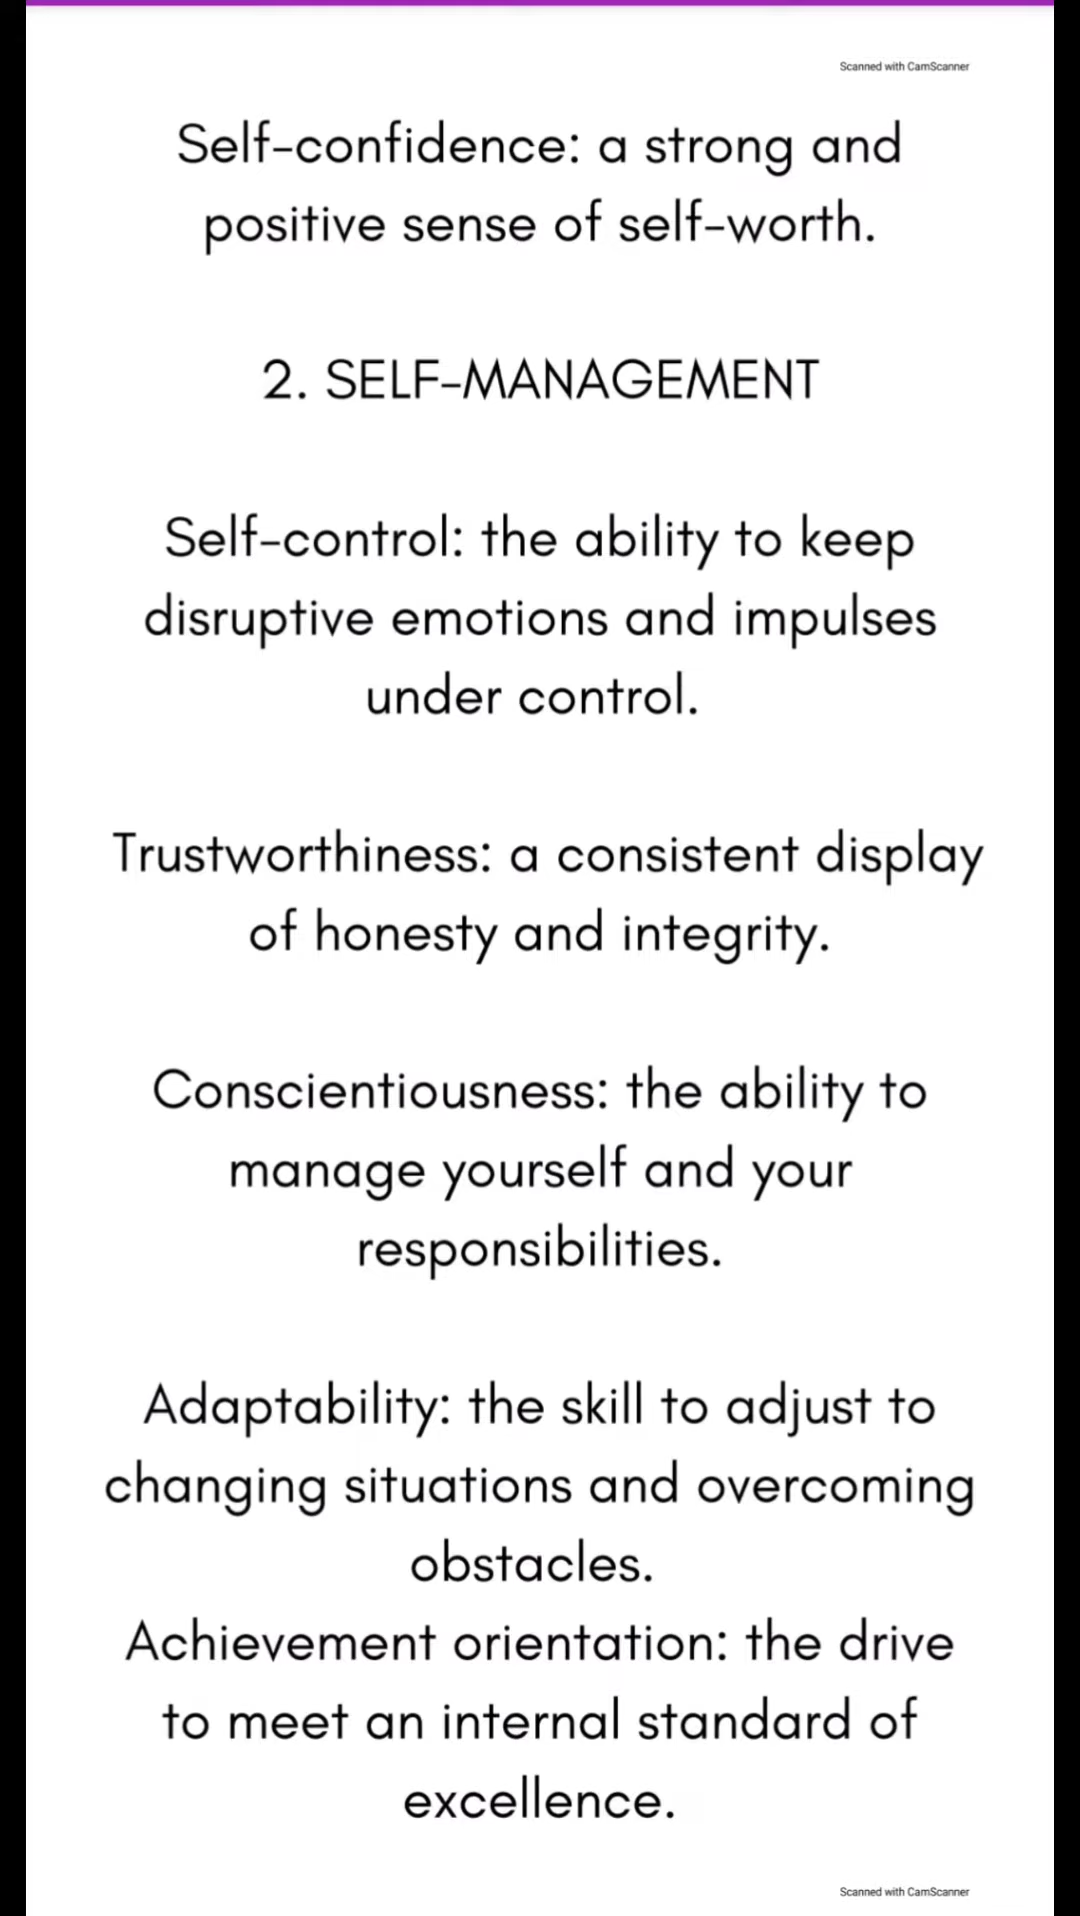 Scanned with CamScanner
Self-confidence: a strong and
positive sense of self-worth.
2. SELF-MANAGEMENT
Self-control: the ability to keep
disruptive emotions and impulses
under control.
Trustworthiness: a consistent display
of honesty and integrity.
Conscientiousness: the ability to
manage yourself and your
responsibilities.
Adaptability: the skill to adjust to
changing situations and overcoming
obstacles.
Achievement orientation: the drive
to meet an internal standard of
excellence.
Scanned with CamScanner